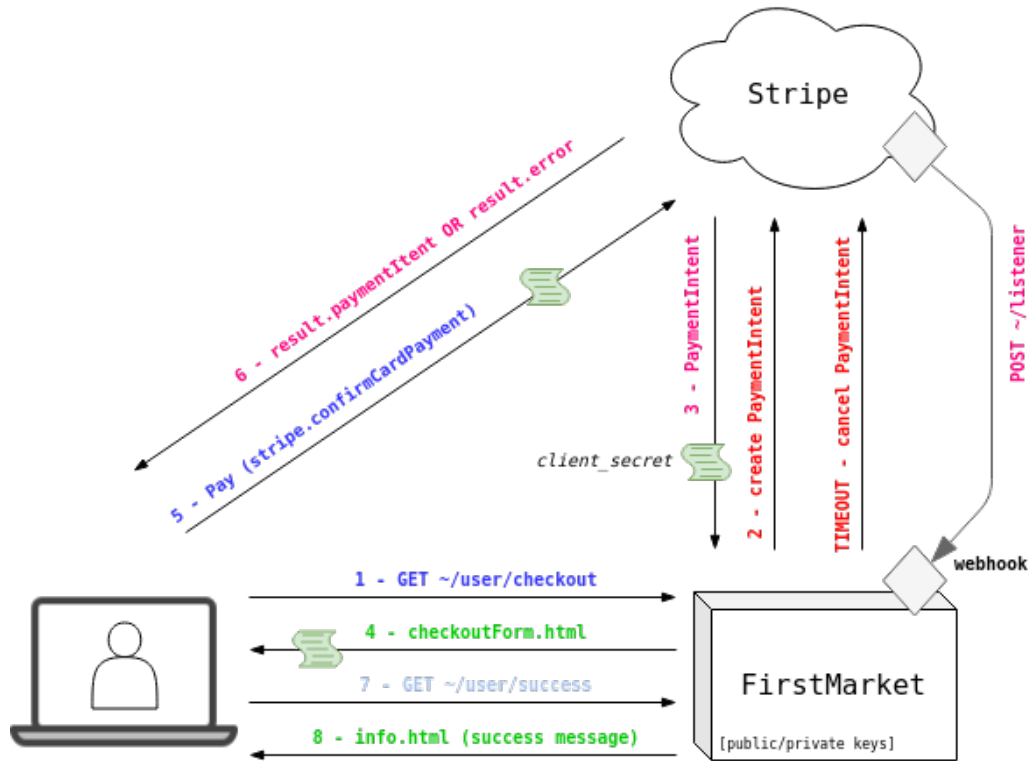 Stripe
6 - result.paymentItent OR result.error
5 - Pay (stripe.confirmCardPayment)
3 - PaymentIntent
2 - create PaymentIntent
TIMEOUT - cancel PaymentIntent
POST ~/listener
client_secret
webhook
1 - GET ~/user/checkout
4 - checkoutForm.html
7 - GET ~/user/success
8 - info.html (success message)
FirstMarket
[public/private keys]